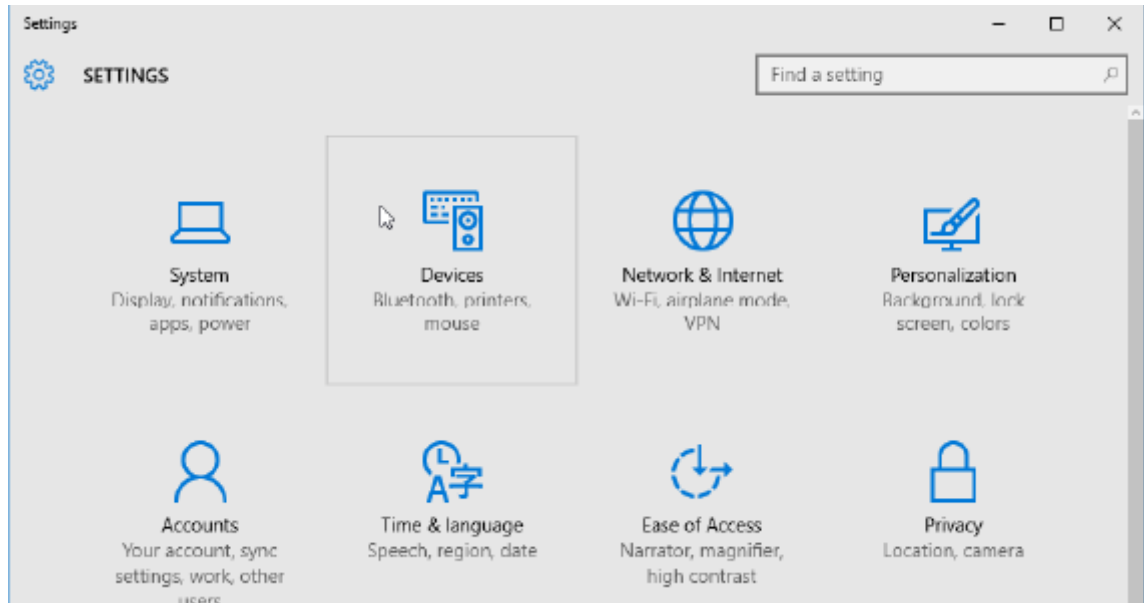 Settings
SETTINGS
Find a setting
System
Display, notifications,
apps, power
Devices
Bluetooth, printers,
mouse
Network & Internet
Wi-Fi, airplane mode,
VPN
Personalization
Background, lock
screen, colors
Accounts
Your account, sync
settings, work, other
users
Time & language
Speech, region, date
Ease of Access
Narrator, magnifier,
high contrast
Privacy
Location, camera